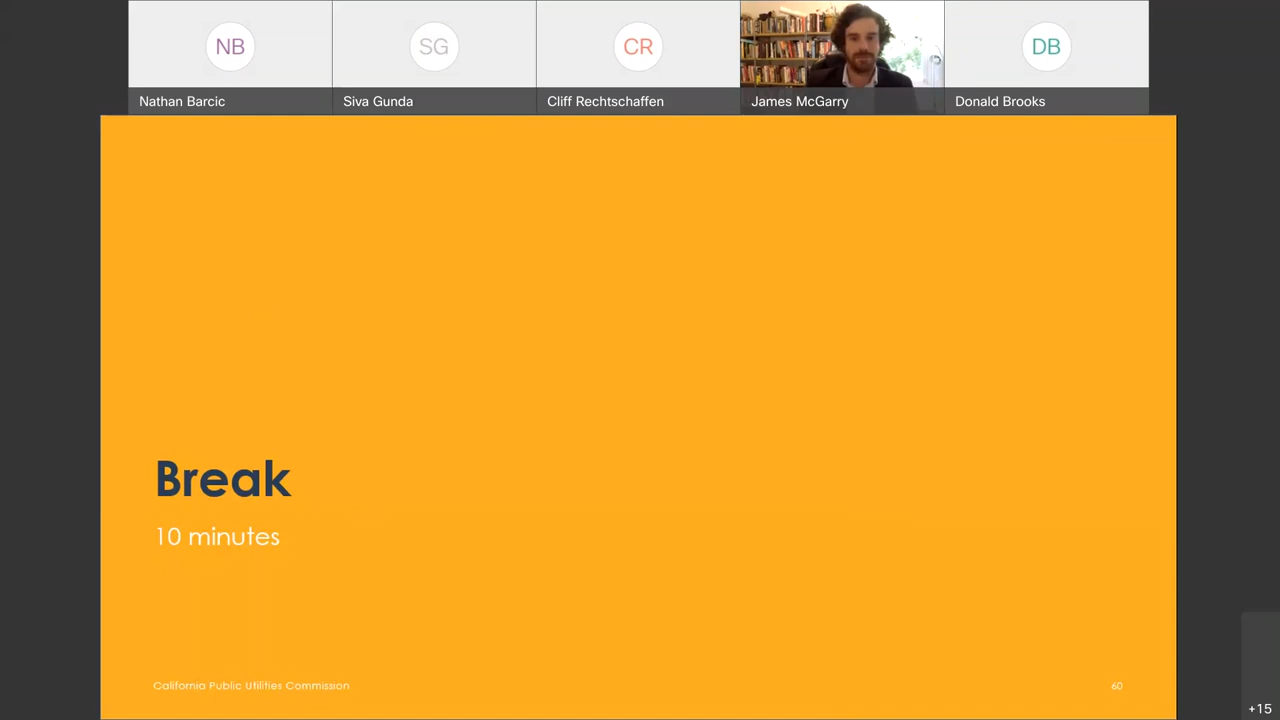 NB
SG
CR
DB
Nathan Barcic
Siva Gunda
Cliff Rechtschaffen
James McGarry
Donald Brooks
Break
10 minutes
California Public Utilities Commission
60
+15